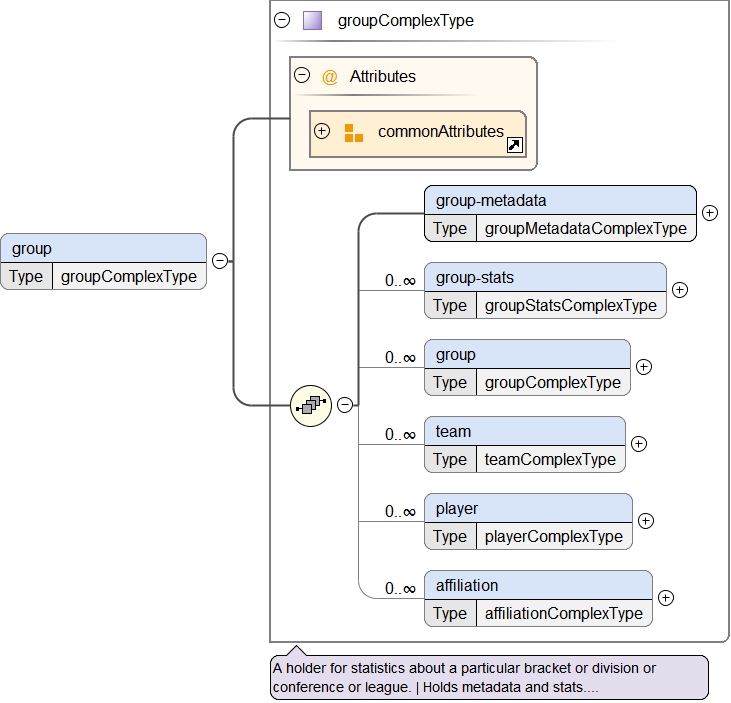 groupComplexType
@ Attributes
commonAttributes
group
Type groupComplexType
group-metadata
Type groupMetadataComplexType
0..∞
group-stats
Type groupStatsComplexType
0..∞
group
Type groupComplexType
0..∞
team
Type teamComplexType
0..∞
player
Type playerComplexType
0..∞
affiliation
Type affiliationComplexType
A holder for statistics about a particular bracket or division or
conference or league. | Holds metadata and stats....